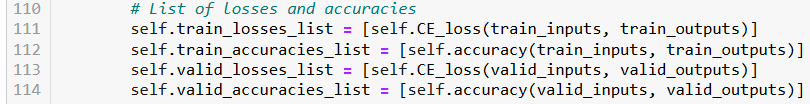 110 # List of losses and accuracies
111 self.train_losses_list = [self.CE_loss(train_inputs, train_outputs)]
112 self.train_accuracies_list = [self.accuracy(train_inputs, train_outputs)]
113 self.valid_losses_list = [self.CE_loss(valid_inputs, valid_outputs)]
114 self.valid_accuracies_list = [self.accuracy(valid_inputs, valid_outputs)]